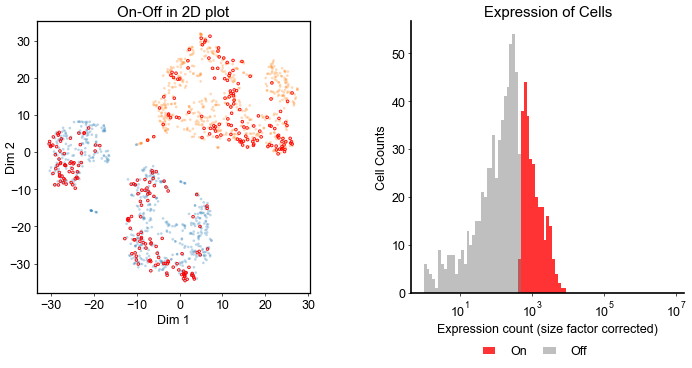 On-Off in 2D plot
Dim 2
30
20
10
0
−10
−20
−30
−30 −20 −10 0 10 20 30
Dim 1
Expression of Cells
Cell Counts
50
40
30
20
10
0
10^1 10^3 10^5 10^7
Expression count (size factor corrected)
On Off